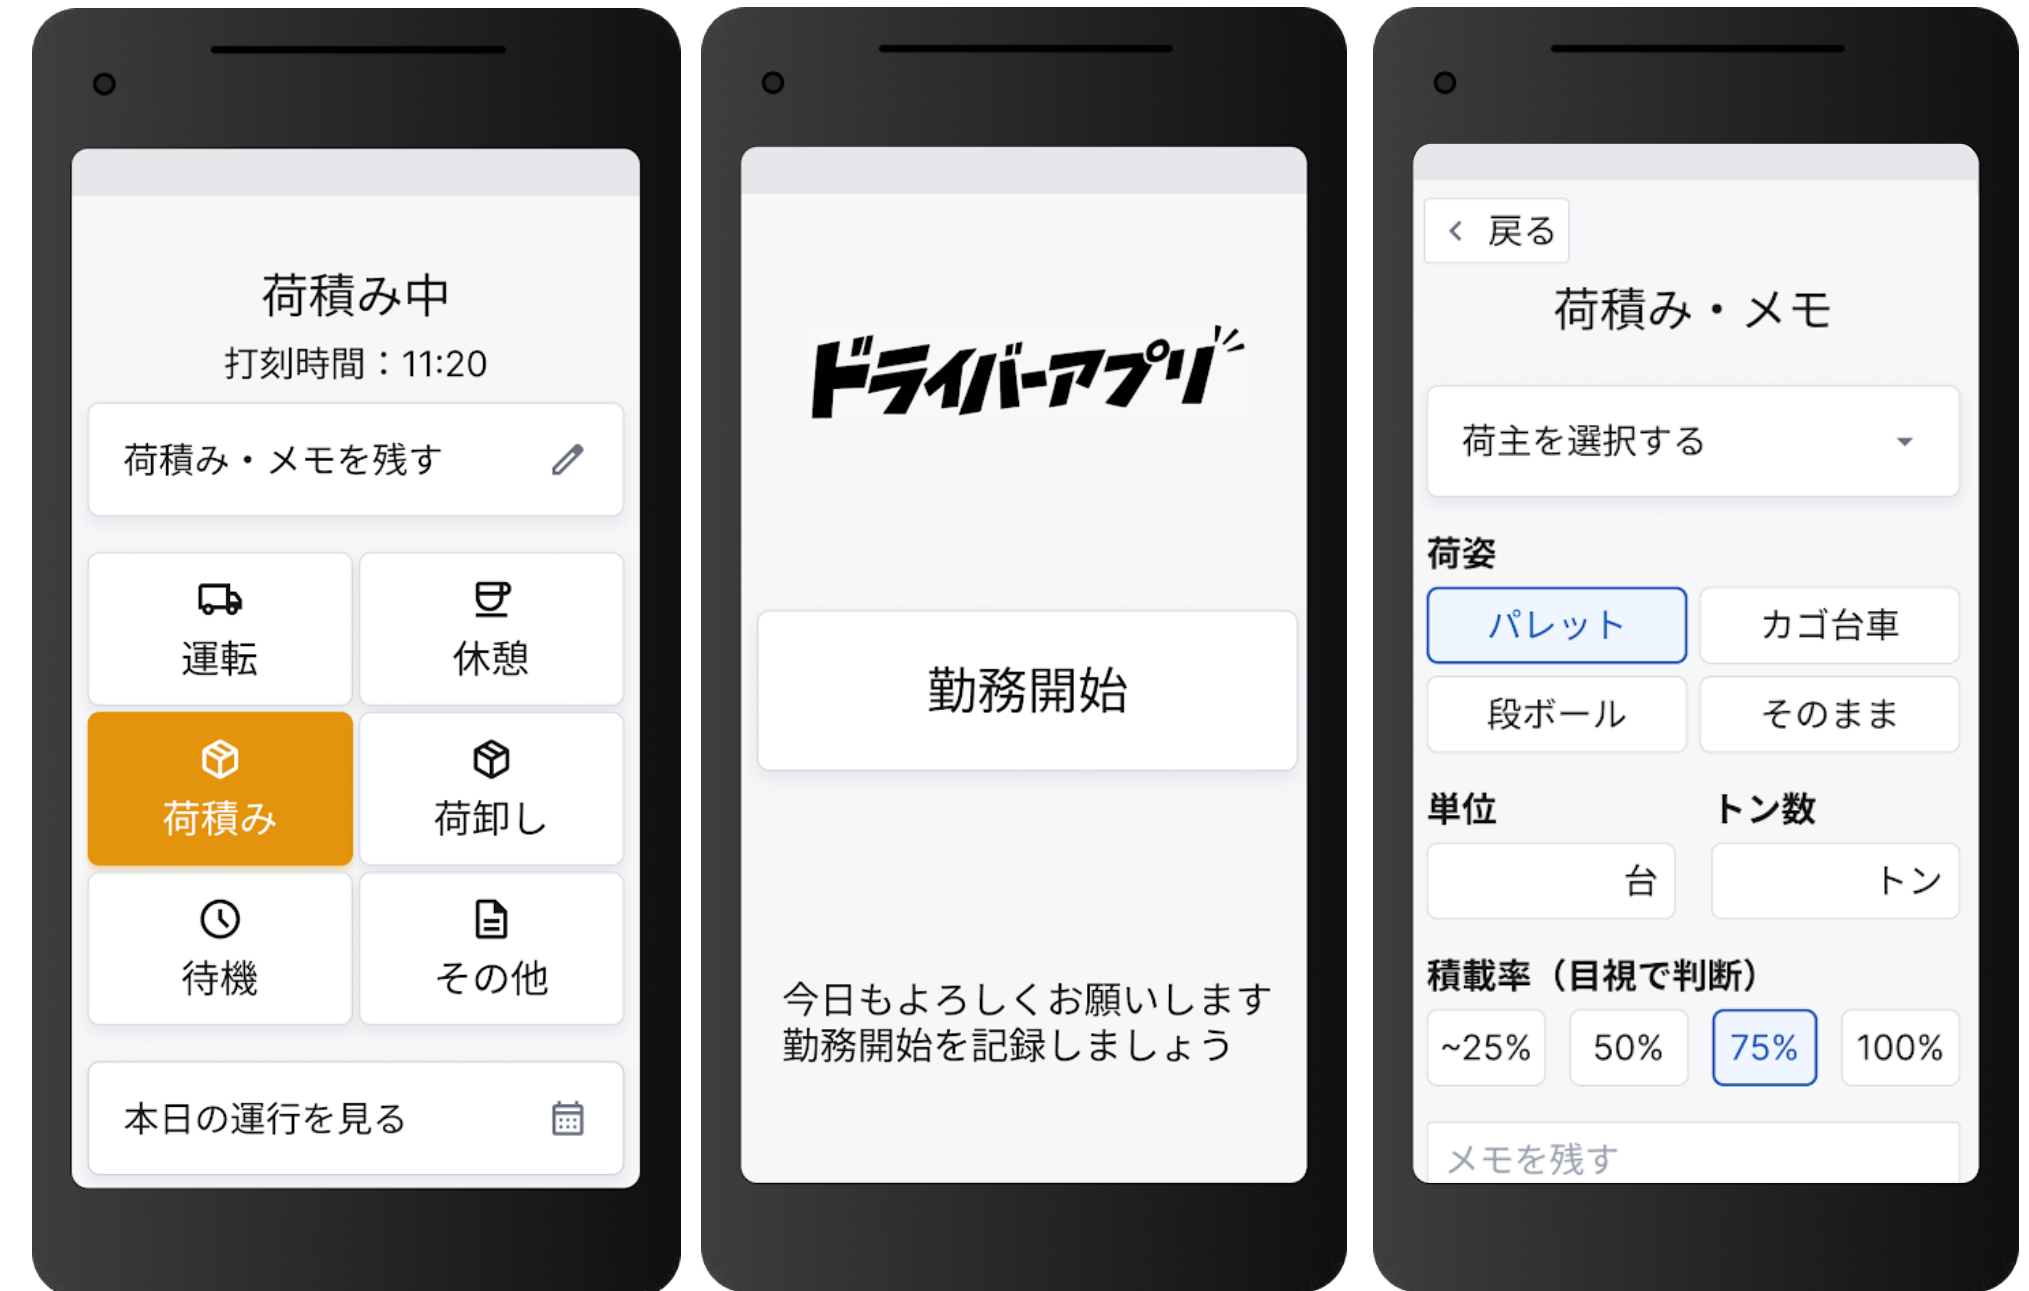 荷積み中
打刻時間：11:20
荷積み・メモを残す
運転
休憩
荷積み
荷卸し
待機
その他
本日の運行を見る
ドライバーアプリ
勤務開始
今日もよろしくお願いします
勤務開始を記録しましょう
戻る
荷積み・メモ
荷主を選択する
荷姿
パレット
カゴ台車
段ボール
そのまま
単位
トン数
台
トン
積載率（目視で判断）
~25%
50%
75%
100%
メモを残す